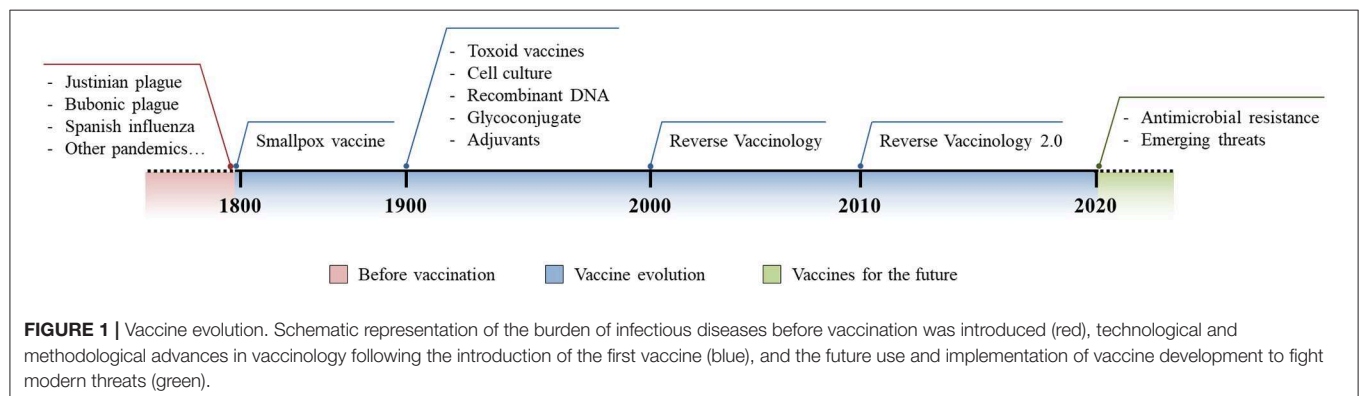 - Justinian plague
- Bubonic plague
- Spanish influenza
- Other pandemics…
Smallpox vaccine
- Toxoid vaccines
- Cell culture
- Recombinant DNA
- Glycoconjugate
- Adjuvants
Reverse Vaccinology
Reverse Vaccinology 2.0
- Antimicrobial resistance
- Emerging threats
1800
1900
2000
2010
2020
Before vaccination
Vaccine evolution
Vaccines for the future
FIGURE 1 | Vaccine evolution. Schematic representation of the burden of infectious diseases before vaccination was introduced (red), technological and
methodological advances in vaccinology following the introduction of the first vaccine (blue), and the future use and implementation of vaccine development to fight
modern threats (green).